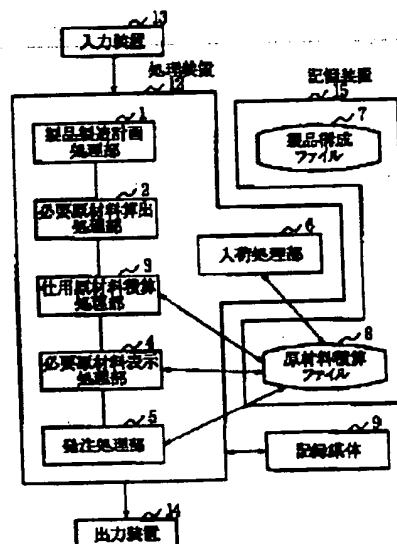 13
入力装置
処理装置
12
記録装置
15
1
製品製造計画
処理部
7
製品構成
ファイル
2
必要原材料算出
処理部
6
入荷処理部
3
仕用原材料積算
処理部
4
必要原材料表示
処理部
8
原材料積算
ファイル
5
発注処理部
9
記録媒体
14
出力装置